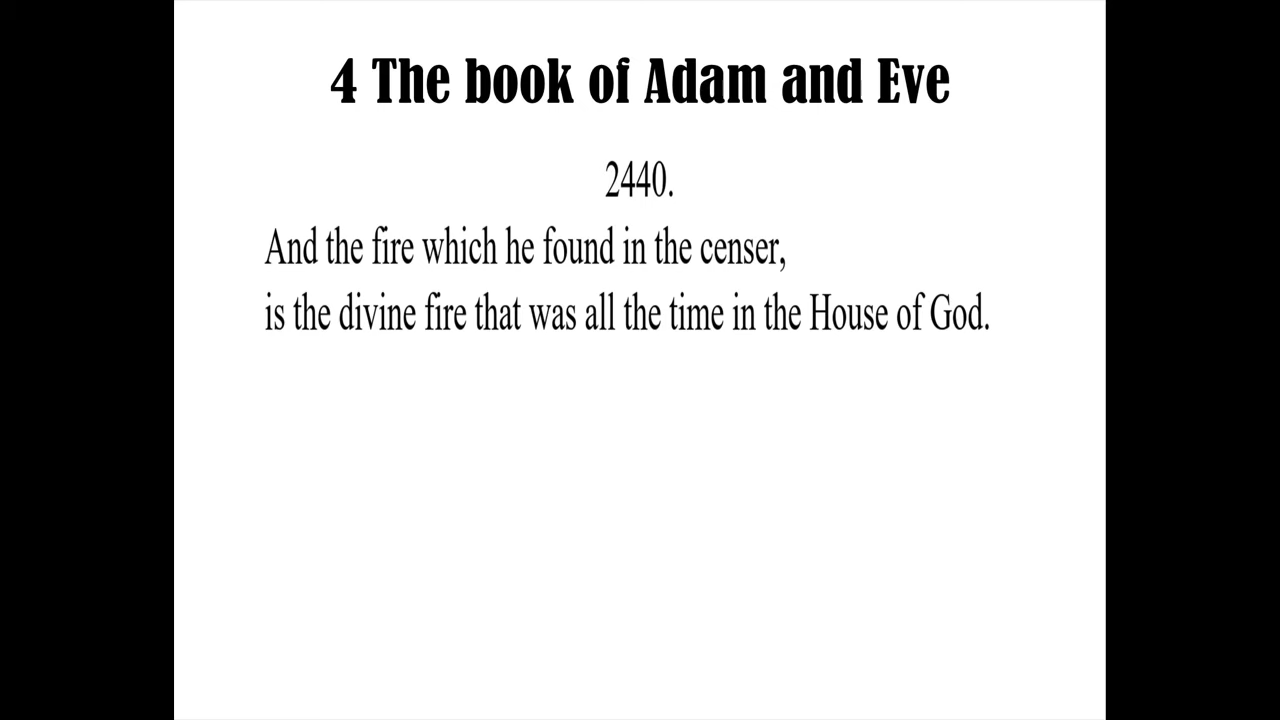 4 The book of Adam and Eve
2440.
And the fire which he found in the censer,
is the divine fire that was all the time in the House of God.